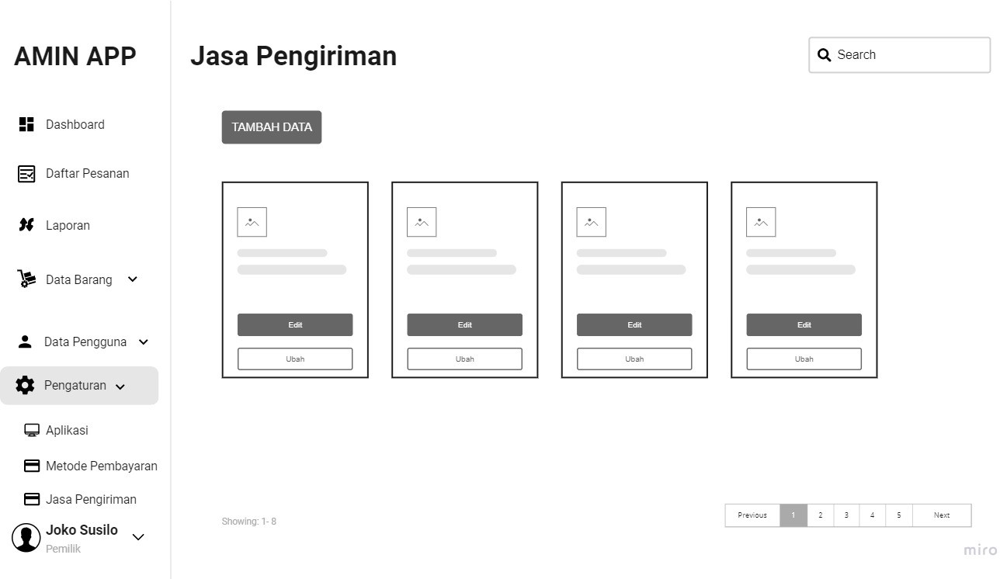 AMIN APP
Dashboard
Daftar Pesanan
Laporan
Data Barang
Data Pengguna
Pengaturan
Aplikasi
Metode Pembayaran
Jasa Pengiriman
Joko Susilo
Pemilik
Jasa Pengiriman
Search
TAMBAH DATA
Edit
Ubah
Edit
Ubah
Edit
Ubah
Edit
Ubah
Showing: 1- 8
Previous 1 2 3 4 5 Next
miro